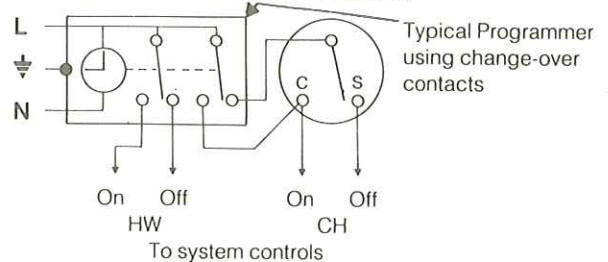 L
N
Typical Programmer
using change-over
contacts
C S
On Off On Off
HW CH
To system controls